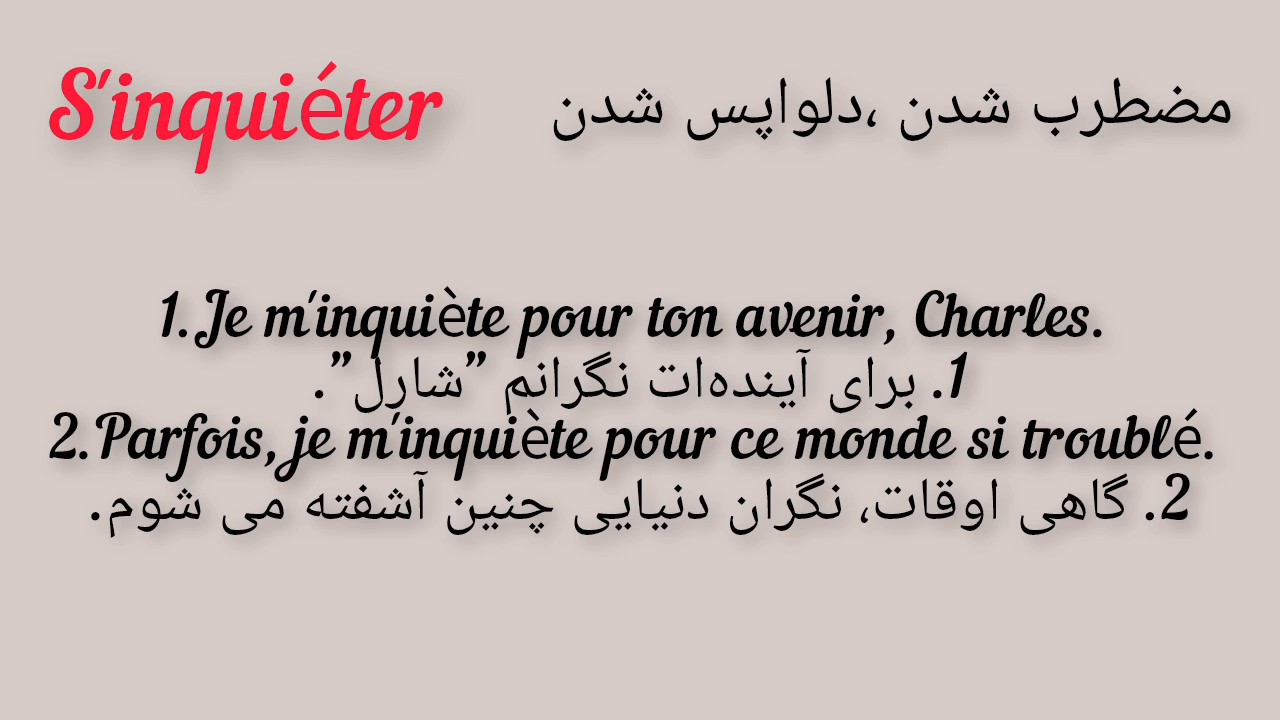 S'inquiéter
مضطرب شدن ،دلواپس شدن
1.Je m'inquiète pour ton avenir, Charles.
1. برای آینده‌ات نگرانم ”شارل”.
2.Parfois, je m'inquiète pour ce monde si troublé.
2. گاهی اوقات، نگران دنیایی چنین آشفته می شوم.